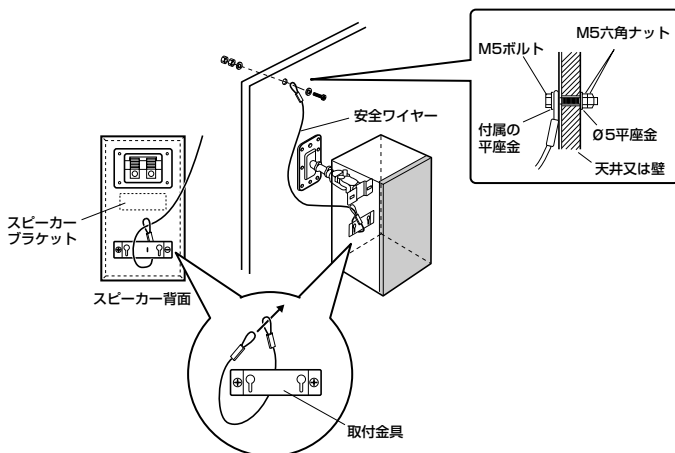 M5六角ナット
M5ボルト
安全ワイヤー
付属の
平座金
Ø5平座金
天井又は壁
スピーカー
ブラケット
スピーカー背面
取付金具